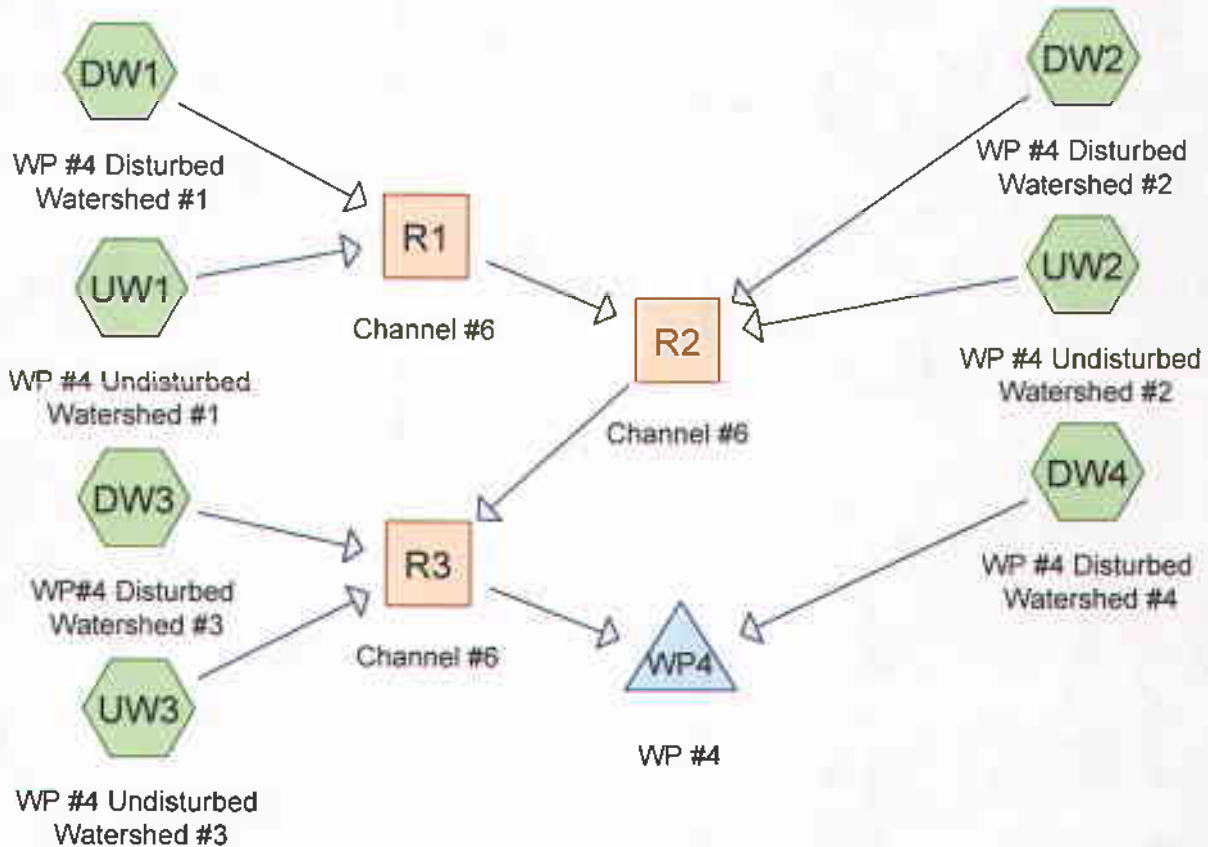 DW1
WP #4 Disturbed
Watershed #1
DW2
WP #4 Disturbed
Watershed #2
R1
Channel #6
UW1
WP #4 Undisturbed
Watershed #1
UW2
WP #4 Undisturbed
Watershed #2
R2
Channel #6
DW3
WP#4 Disturbed
Watershed #3
DW4
WP #4 Disturbed
Watershed #4
R3
Channel #6
WP4
WP #4
UW3
WP #4 Undisturbed
Watershed #3